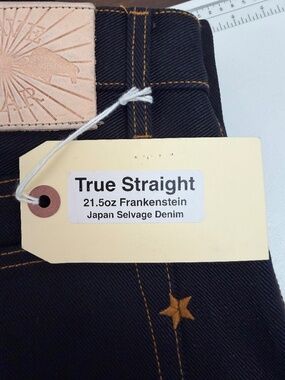 True Straight
21.5oz Frankenstein
Japan Selvage Denim